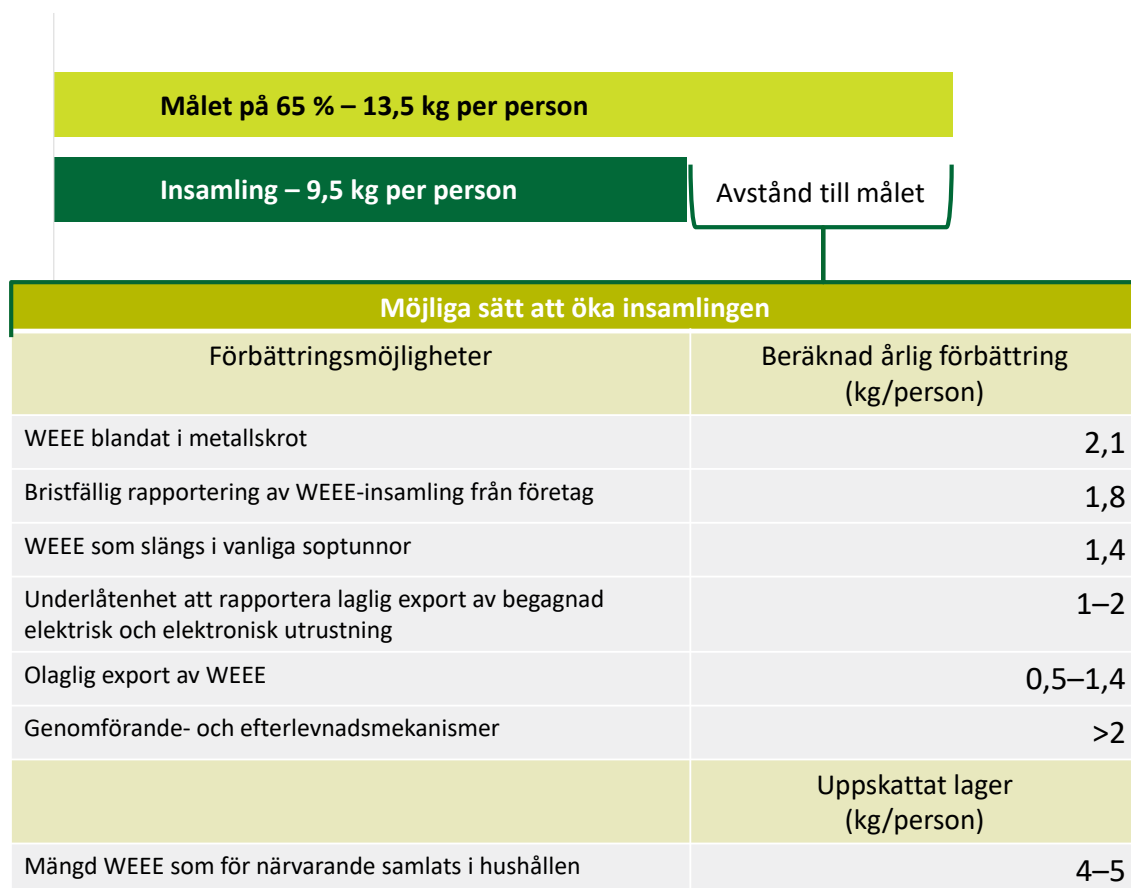 Målet på 65 % – 13,5 kg per person
Insamling – 9,5 kg per person
Avstånd till målet
Möjliga sätt att öka insamlingen
Förbättringsmöjligheter
Beräknad årlig förbättring
(kg/person)
WEEE blandat i metallskrot
2,1
Bristfällig rapportering av WEEE-insamling från företag
1,8
WEEE som slängs i vanliga soptunnor
1,4
Underlåtenhet att rapportera laglig export av begagnad
elektrisk och elektronisk utrustning
1–2
Olaglig export av WEEE
0,5–1,4
Genomförande- och efterlevnadsmekanismer
>2
Uppskattat lager
(kg/person)
Mängd WEEE som för närvarande samlats i hushållen
4–5